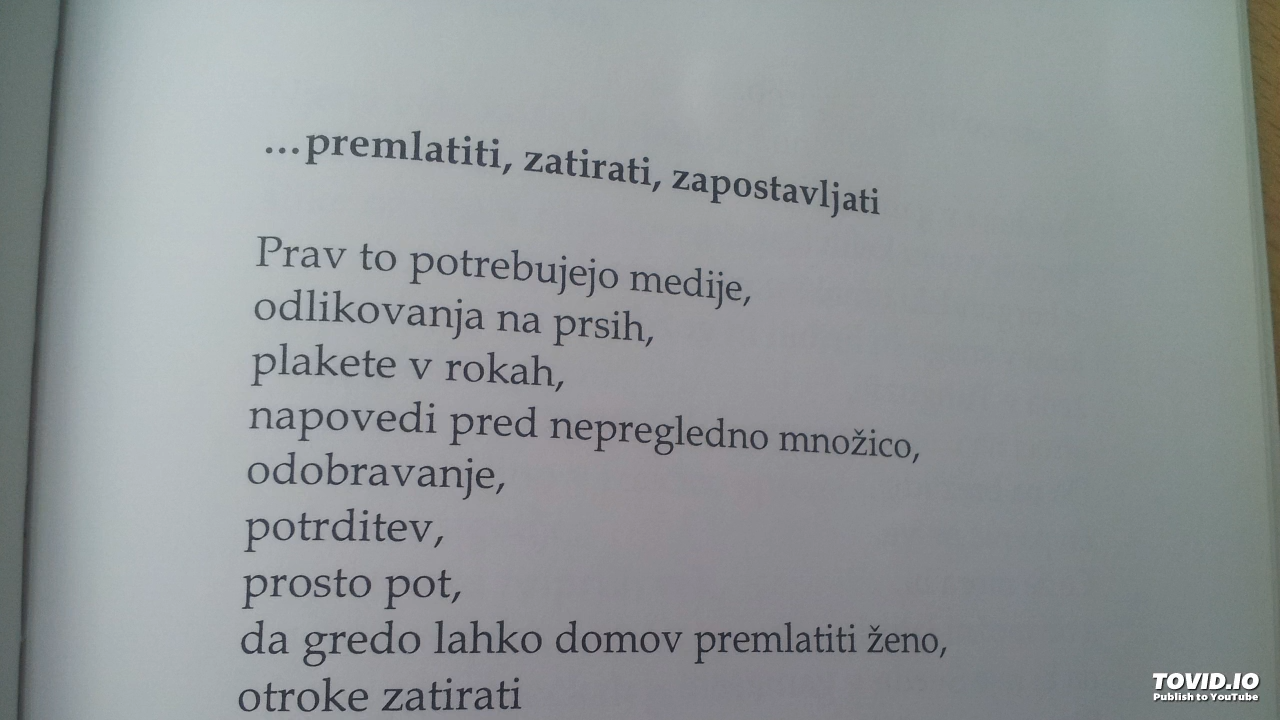 ...premlatiti, zatirati, zapostavljati
Prav to potrebujejo medije,
odlikovanja na prsih,
plakete v rokah,
napovedi pred nepregledno množico,
odobravanje,
potrditev,
prosto pot,
da gredo lahko domov premlatiti ženo,
otroke zatirati
TOVID.IO
Publish to YouTube